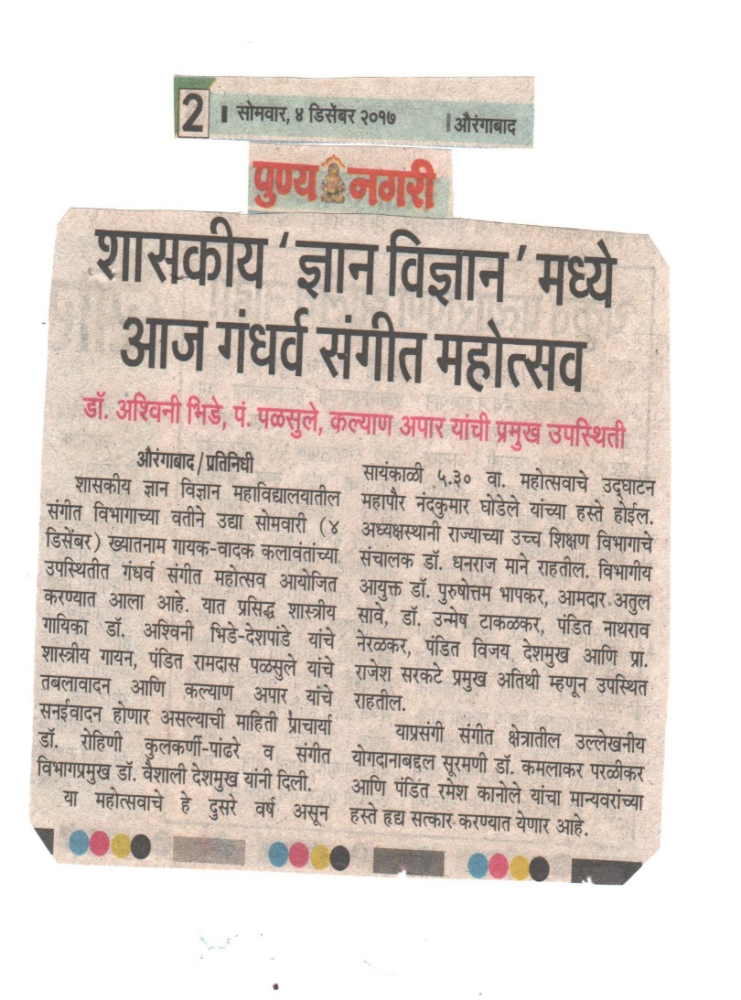 2
सोमवार, ४ डिसेंबर २०१७
औरंगाबाद
पुण्य नगरी
शासकीय 'ज्ञान विज्ञान' मध्ये
आज गंधर्व संगीत महोत्सव
डॉ. अश्विनी भिडे, पं. पळसुले, कल्याण अपार यांची प्रमुख उपस्थिती
औरंगाबाद/प्रतिनिधी
शासकीय ज्ञान विज्ञान महाविद्यालयातील
संगीत विभागाच्या वतीने उद्या सोमवारी (४
डिसेंबर) ख्यातनाम गायक-वादक कलावंतांच्या
उपस्थितीत गंधर्व संगीत महोत्सव आयोजित
करण्यात आला आहे. यात प्रसिद्ध शास्त्रीय
गायिका डॉ. अश्विनी भिडे-देशपांडे यांचे
शास्त्रीय गायन, पंडित रामदास पळसुले यांचे
तबलावादन आणि कल्याण अपार यांचे
सनईवादन होणार असल्याची माहिती प्राचार्या
डॉ. रोहिणी कुलकर्णी-पांढरे व संगीत
विभागप्रमुख डॉ. वैशाली देशमुख यांनी दिली.
या महोत्सवाचे हे दुसरे वर्ष असून
सायंकाळी ५.३० वा. महोत्सवाचे उद्घाटन
महापौर नंदकुमार घोडेले यांच्या हस्ते होईल.
अध्यक्षस्थानी राज्याच्या उच्च शिक्षण विभागाचे
संचालक डॉ. धनराज माने राहतील. विभागीय
आयुक्त डॉ. पुरुषोत्तम भापकर, आमदार अतुल
सावे, डॉ. उन्मेष टाकळकर, पंडित नाथराव
नेरळकर, पंडित विजय देशमुख आणि प्रा.
राजेश सरकटे प्रमुख अतिथी म्हणून उपस्थित
राहतील.
याप्रसंगी संगीत क्षेत्रातील उल्लेखनीय
योगदानाबद्दल सूरमणी डॉ. कमलाकर परळीकर
आणि पंडित रमेश कानोले यांचा मान्यवरांच्या
हस्ते हृद्य सत्कार करण्यात येणार आहे.